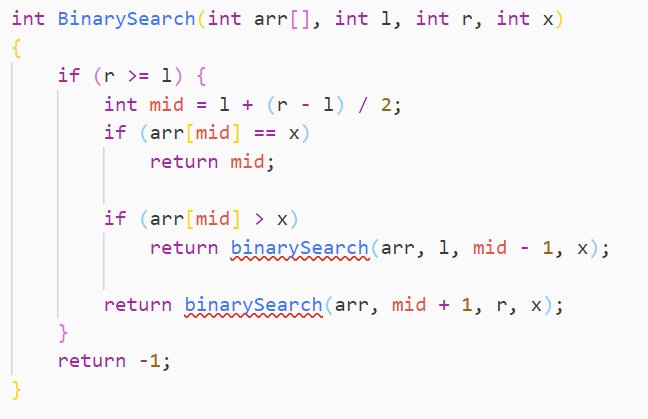 int BinarySearch(int arr[], int l, int r, int x)
{
    if (r >= l) {
        int mid = l + (r - l) / 2;
        if (arr[mid] == x)
            return mid;

        if (arr[mid] > x)
            return binarySearch(arr, l, mid - 1, x);

        return binarySearch(arr, mid + 1, r, x);
    }
    return -1;
}